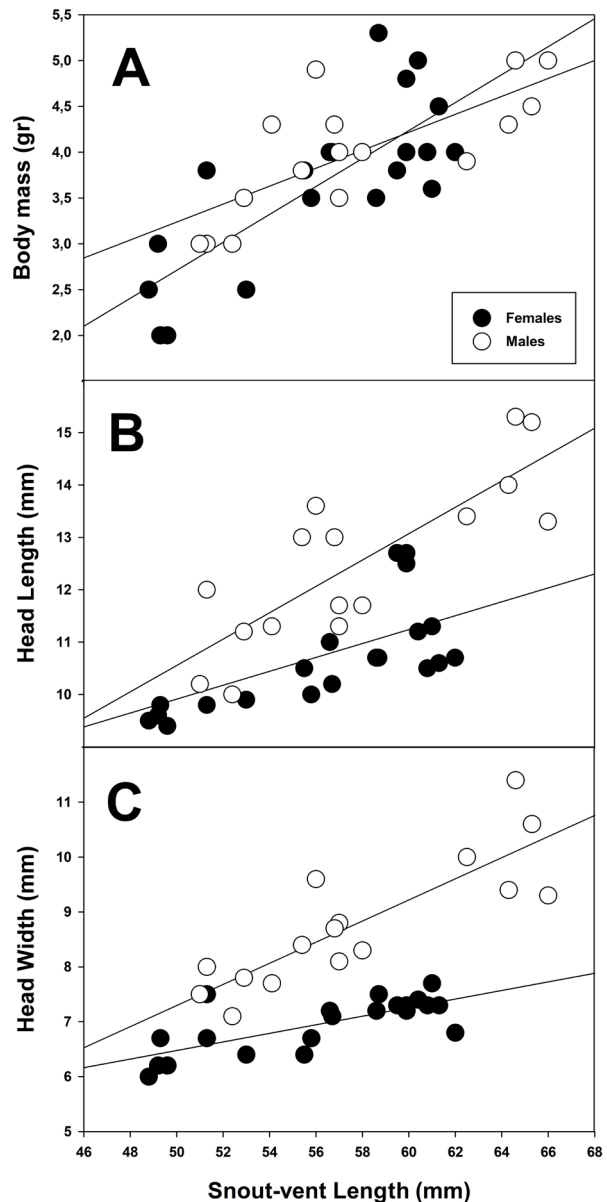 A
Body mass (gr)
5,5
5,0
4,5
4,0
3,5
3,0
2,5
2,0
Females
Males
B
Head Length (mm)
15
14
13
12
11
10
C
Head Width (mm)
11
10
9
8
7
6
5
46 48 50 52 54 56 58 60 62 64 66 68
Snout-vent Length (mm)